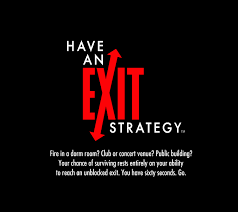 HAVE
AN
EXIT
STRATEGY
Fire in a dorm room? Club or concert venue? Public building?
Your chance of surviving rests entirely on your ability
to reach an unblocked exit. You have sixty seconds. Go.